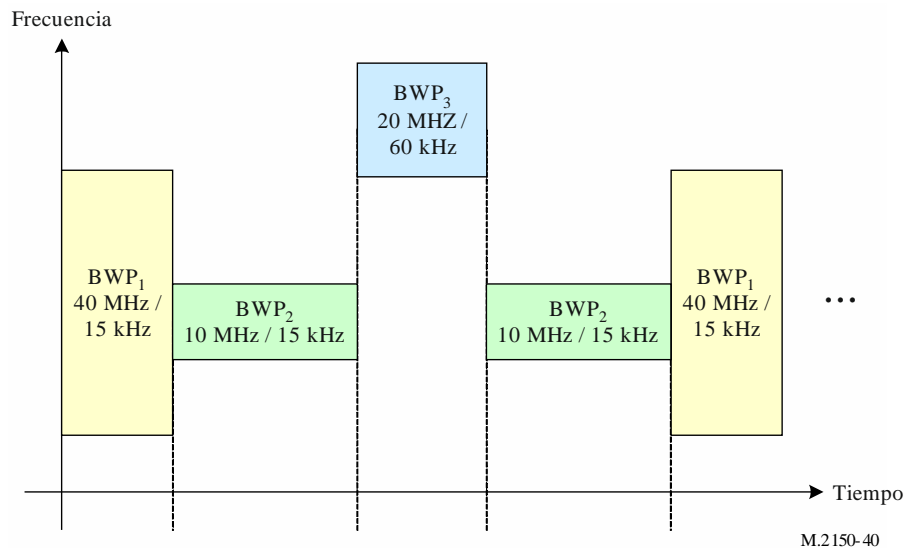 Frecuencia
BWP3
20 MHZ /
60 kHz
BWP1
40 MHz /
15 kHz
BWP2
10 MHz / 15 kHz
BWP2
10 MHz / 15 kHz
BWP1
40 MHz /
15 kHz
...
Tiempo
M.2150-40